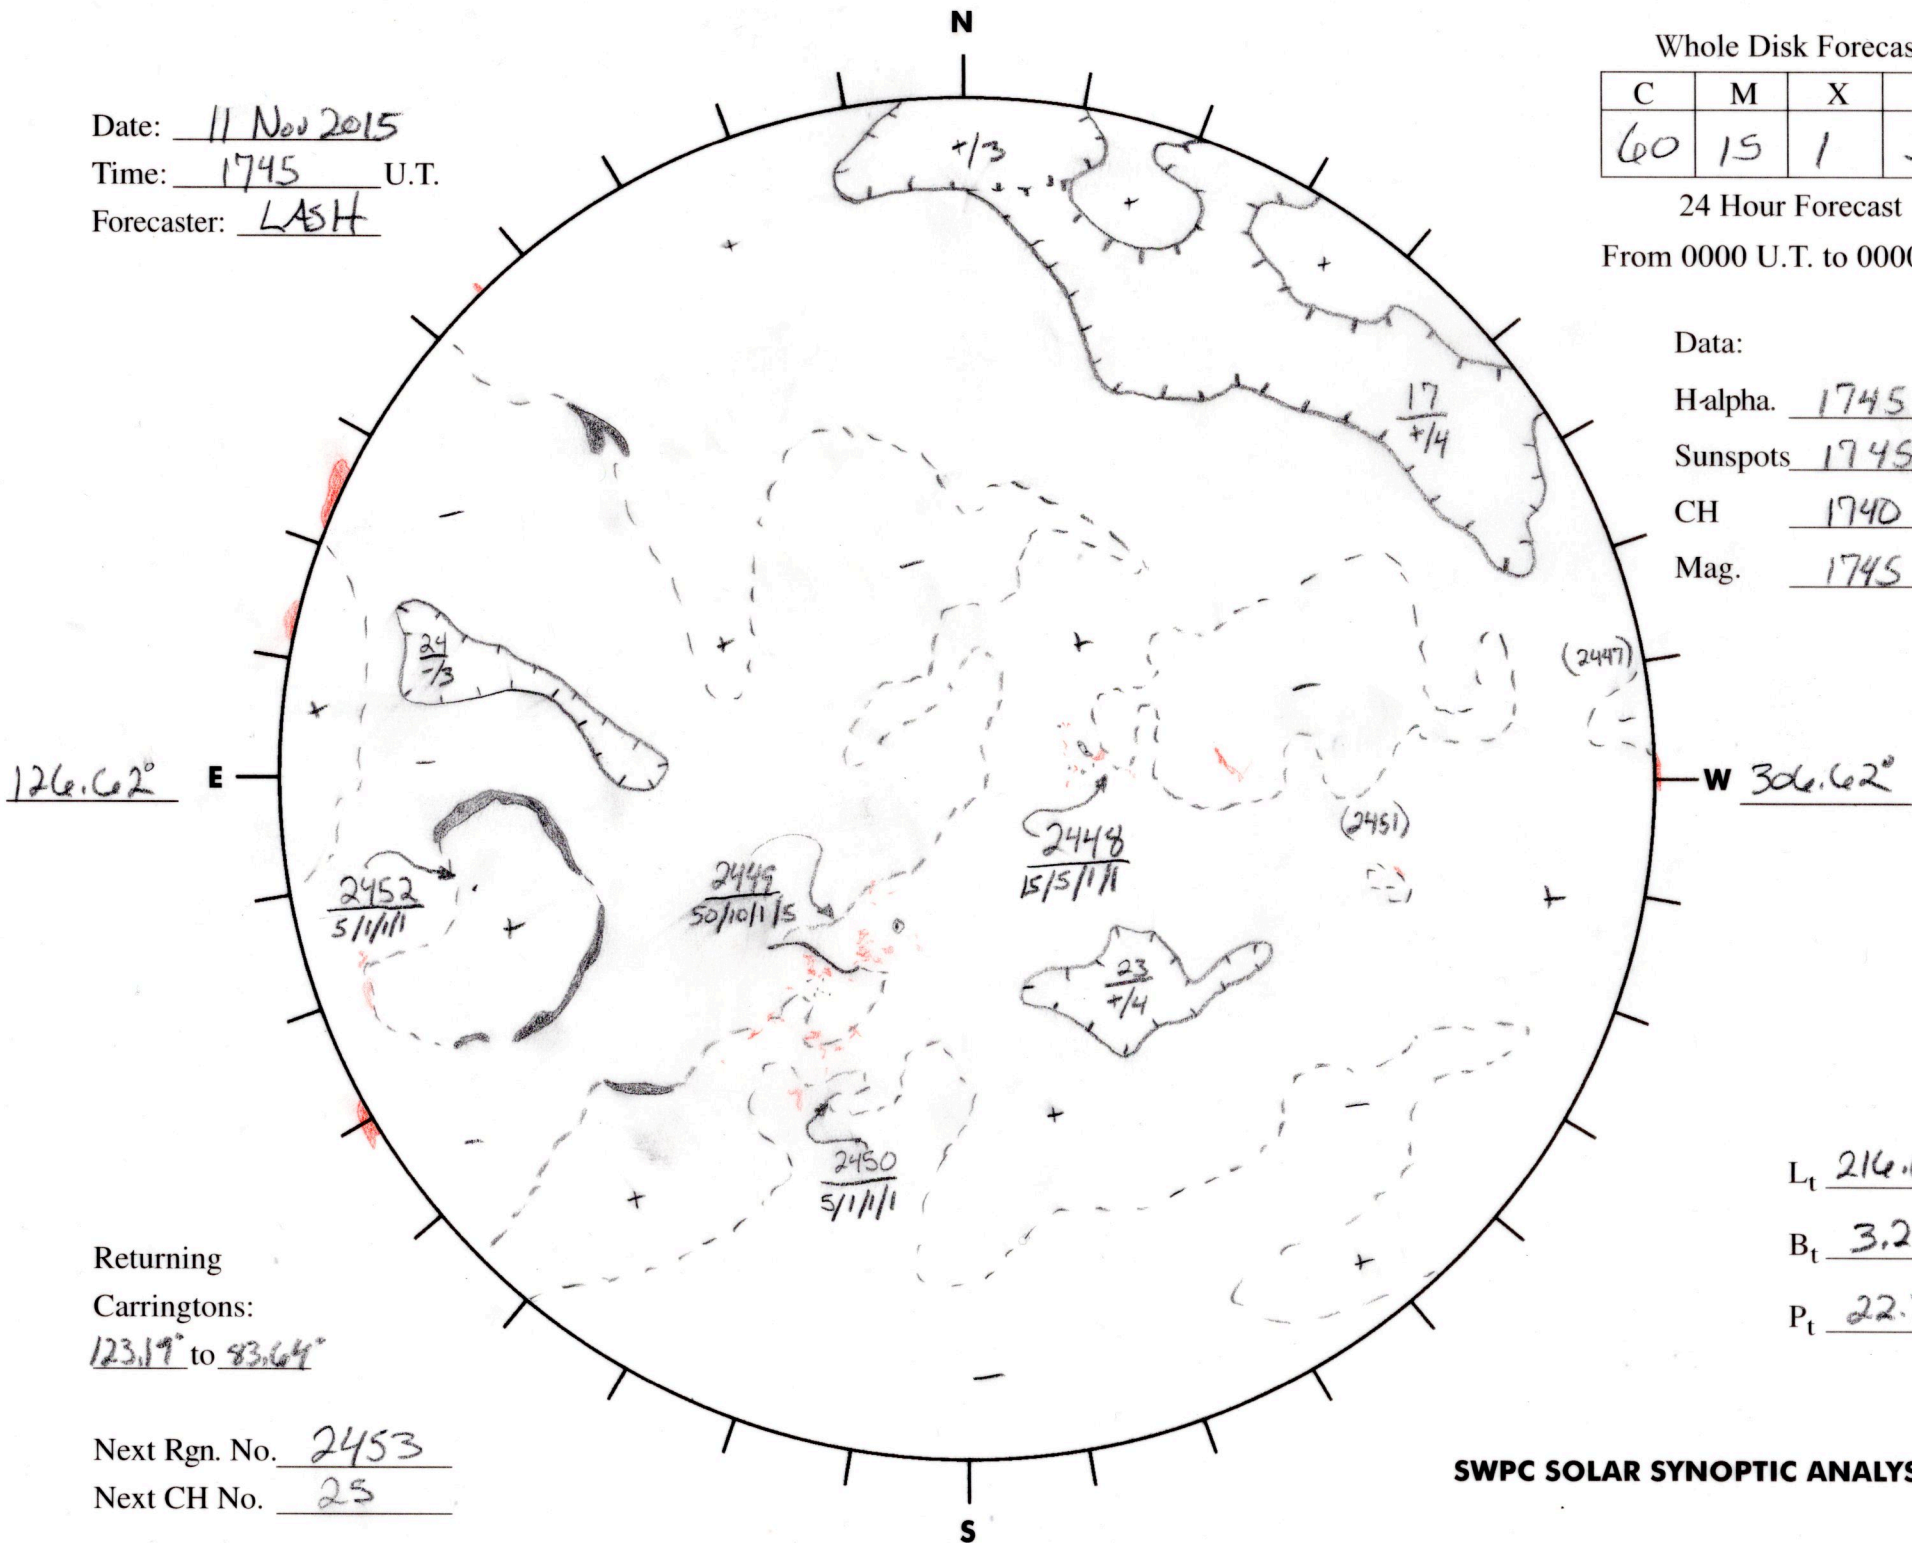 N
Whole Disk Forecas
C M X
60 15 1
24 Hour Forecast
From 0000 U.T. to 0000
Date: 11 Nov 2015
Time: 1745 U.T.
Forecaster: LASH
+/3
+
+
+
Data:
H-alpha. 1745
Sunspots 1745
CH 1740
Mag. 1745
17
+/4
−
−
24
-/3
+
+
(2447)
+
−
−
−
126.62° E
W 306.62°
(2451)
2448
15/5/1/1
2449
50/10/1/5
2452
5/1/1/1
+
+
23
+/4
−
+
−
2450
5/1/1/1
+
+
Lt 216.
Bt 3.2
Pt 22.
Returning
Carringtons:
123.19° to 83.64°
−
Next Rgn. No. 2453
Next CH No. 25
SWPC SOLAR SYNOPTIC ANALYS
S